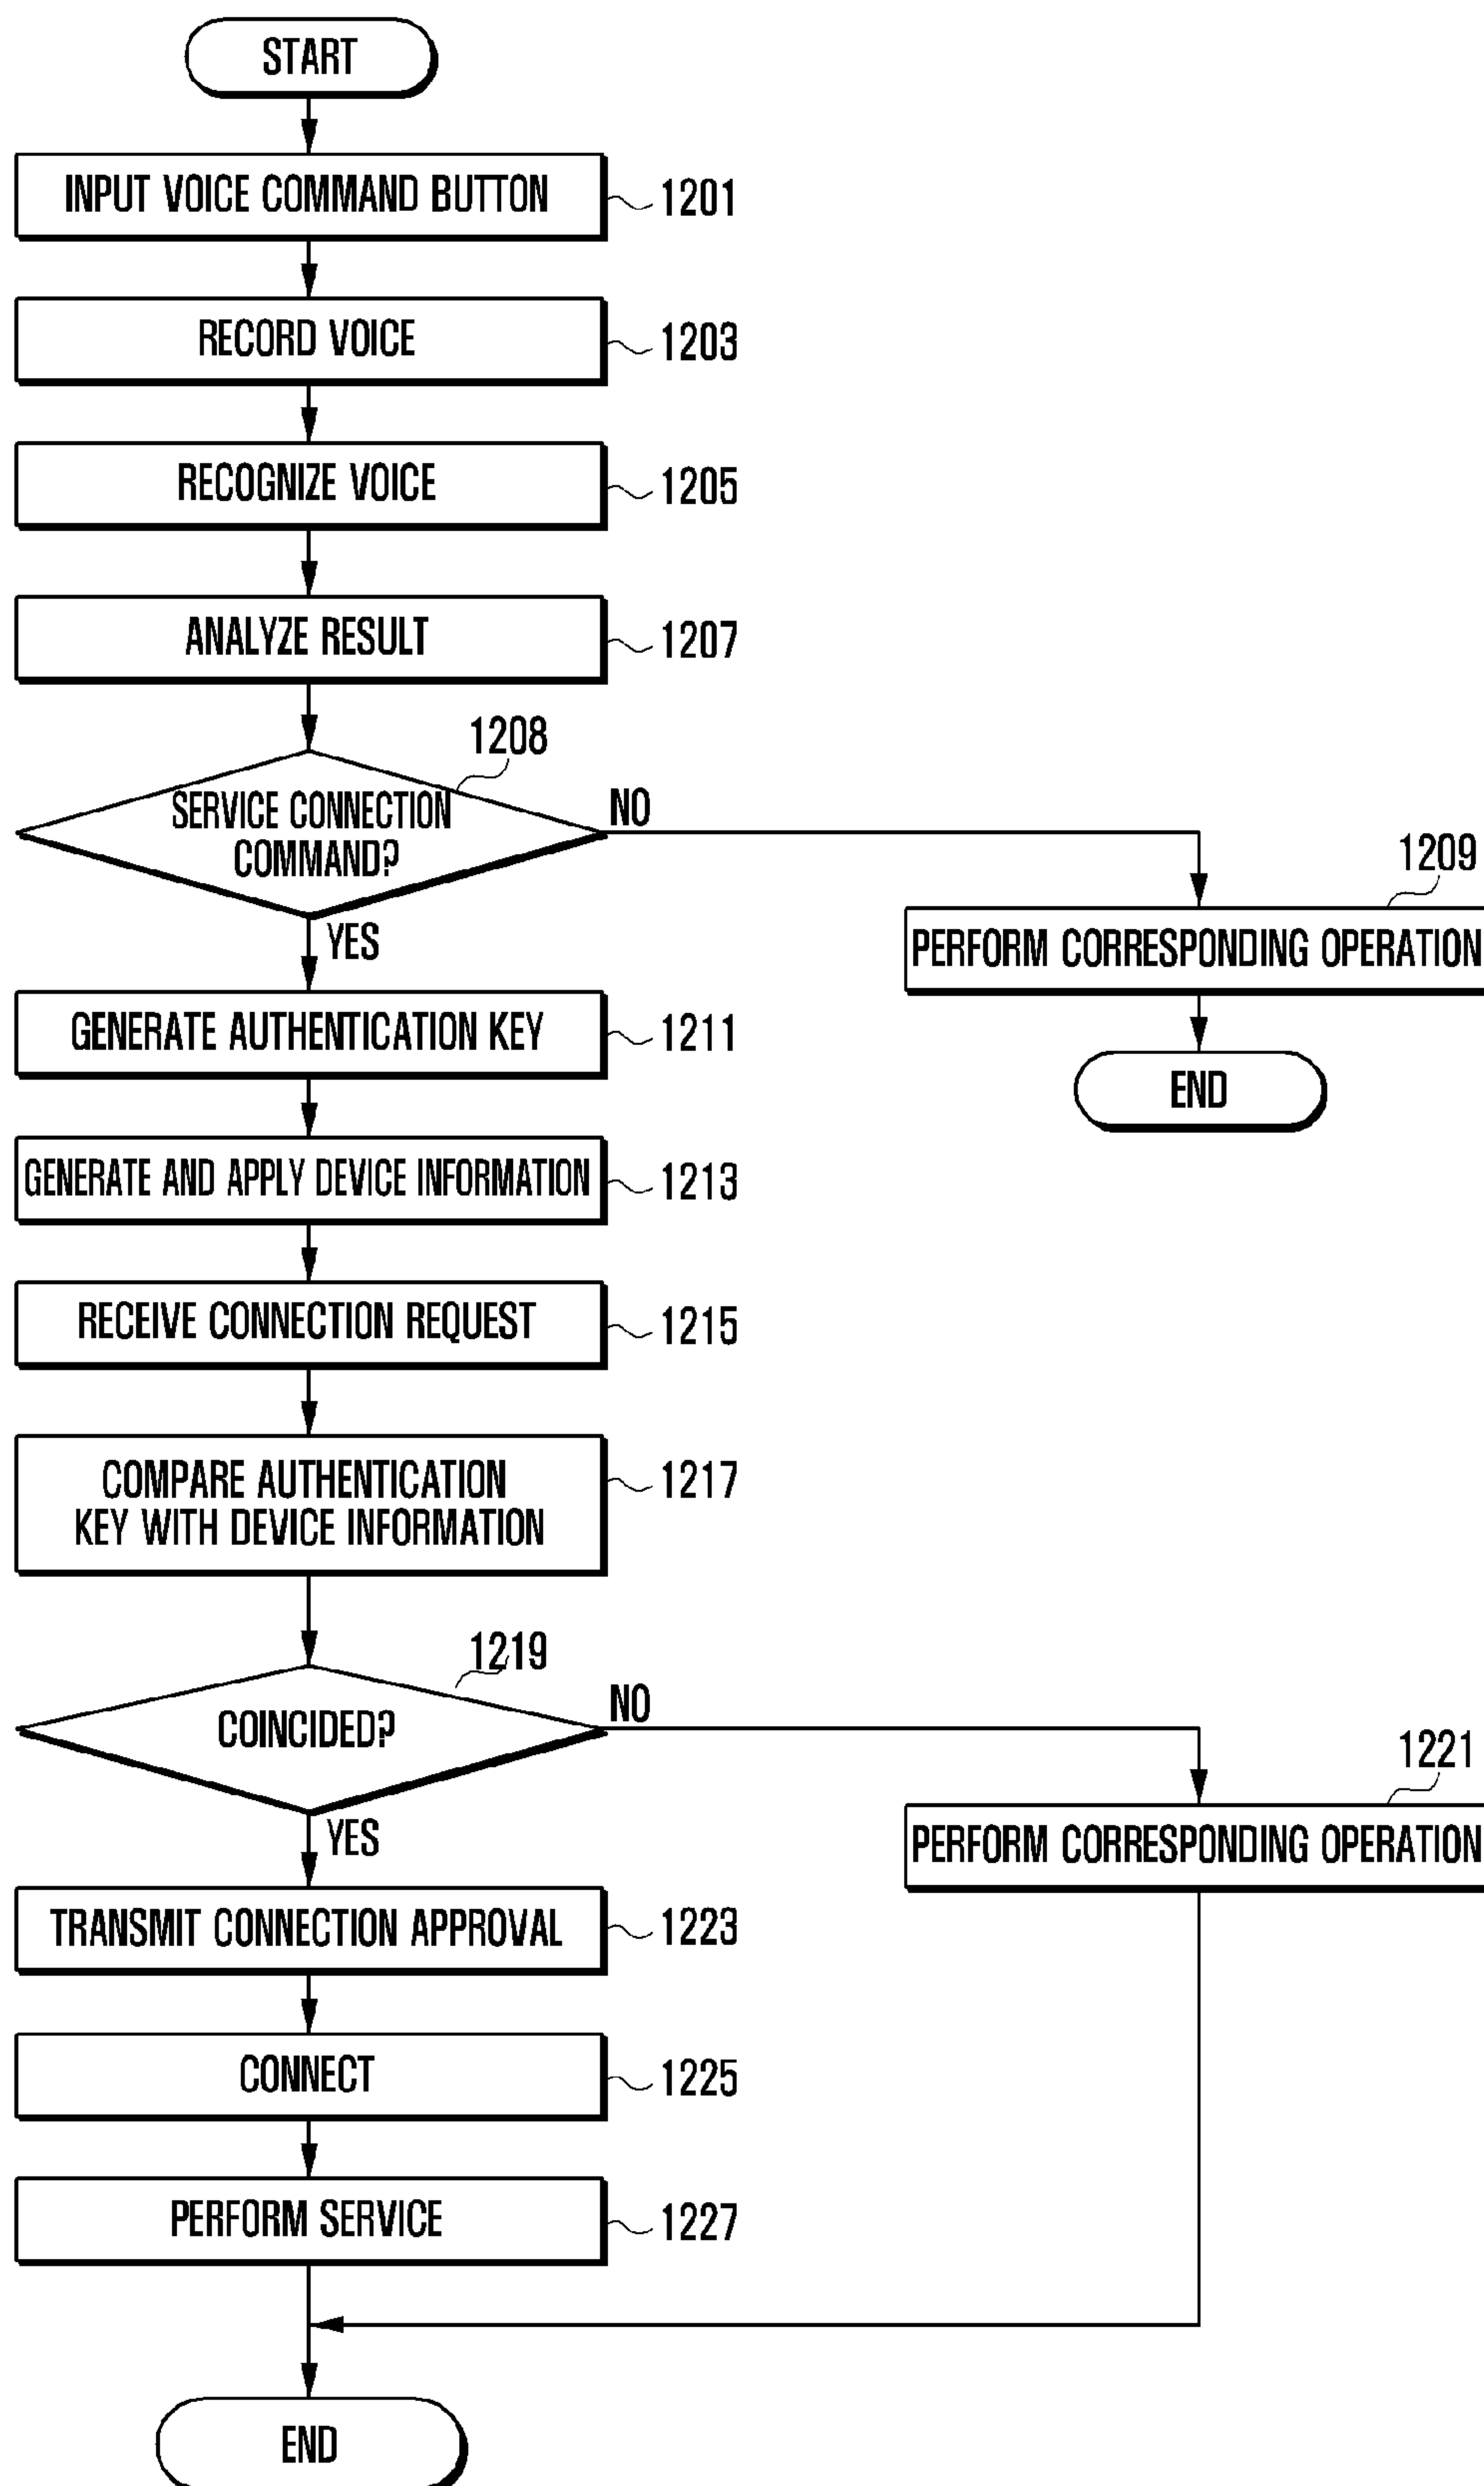 START
INPUT VOICE COMMAND BUTTON
1201
RECORD VOICE
1203
RECOGNIZE VOICE
1205
ANALYZE RESULT
1207
1208
SERVICE CONNECTION
COMMAND?
NO
YES
1209
PERFORM CORRESPONDING OPERATION
END
GENERATE AUTHENTICATION KEY
1211
GENERATE AND APPLY DEVICE INFORMATION
1213
RECEIVE CONNECTION REQUEST
1215
COMPARE AUTHENTICATION
KEY WITH DEVICE INFORMATION
1217
1219
COINCIDED?
NO
YES
1221
PERFORM CORRESPONDING OPERATION
TRANSMIT CONNECTION APPROVAL
1223
CONNECT
1225
PERFORM SERVICE
1227
END